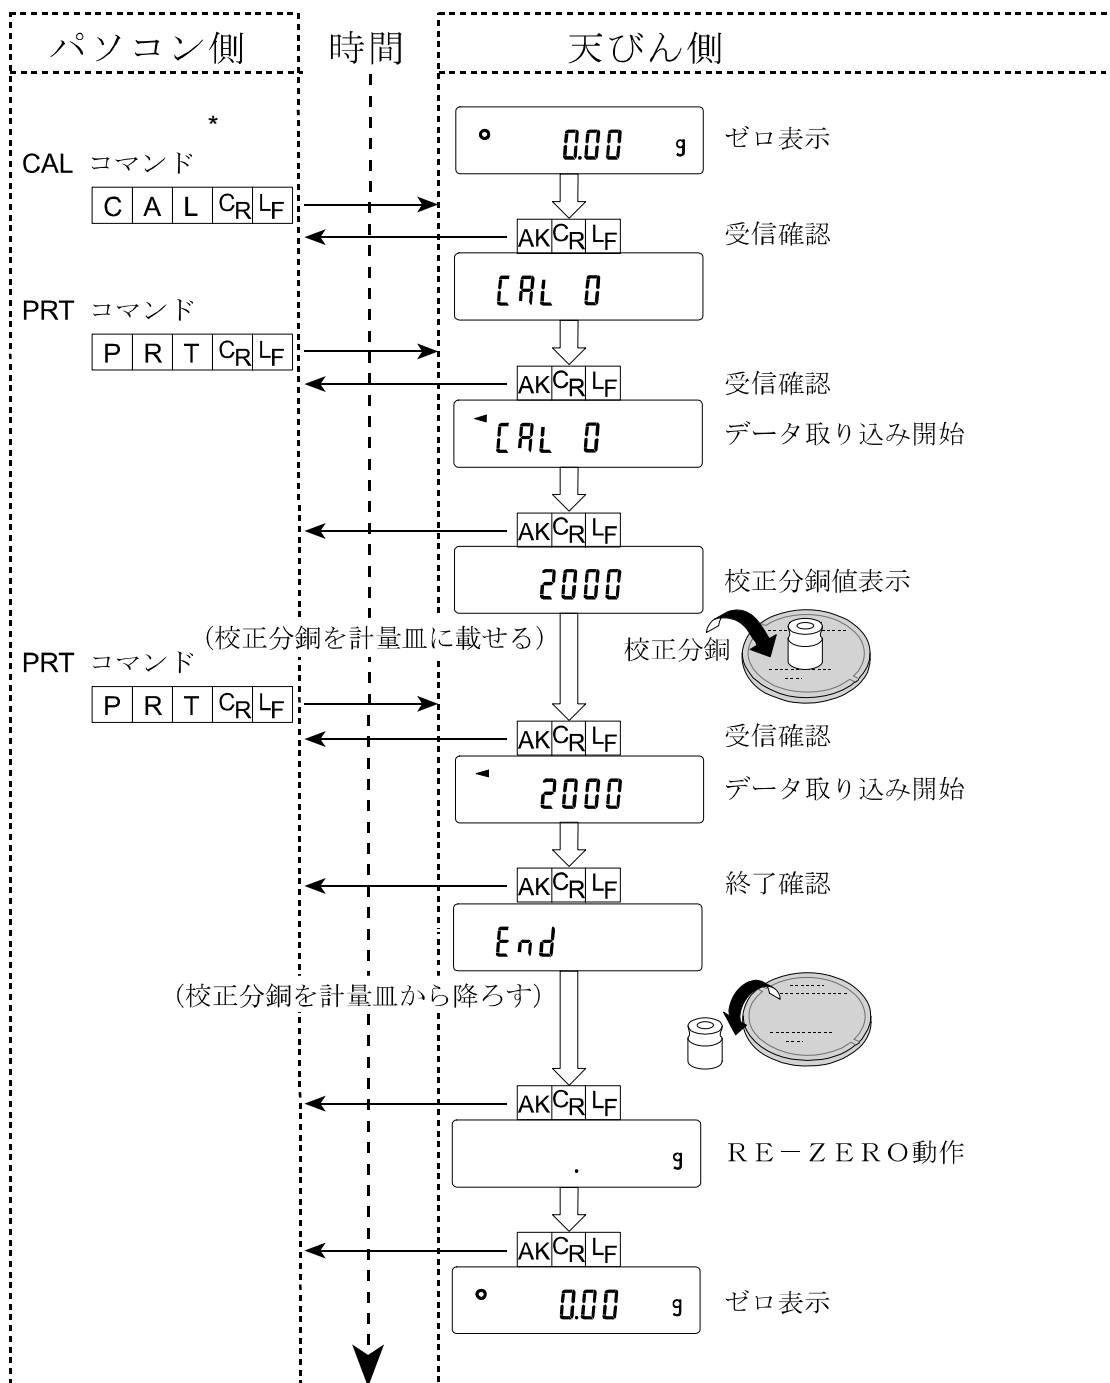 パソコン側 時間 天びん側
*
0.00 g ゼロ表示
CAL コマンド
C A L CR LF
AK CR LF 受信確認
CAL 0
PRT コマンド
P R T CR LF
AK CR LF 受信確認
CAL 0 データ取り込み開始
AK CR LF
2000 校正分銅値表示
(校正分銅を計量皿に載せる) 校正分銅
PRT コマンド
P R T CR LF
AK CR LF 受信確認
2000 データ取り込み開始
AK CR LF 終了確認
End
(校正分銅を計量皿から降ろす)
AK CR LF
. g RE-ZERO動作
AK CR LF
0.00 g ゼロ表示